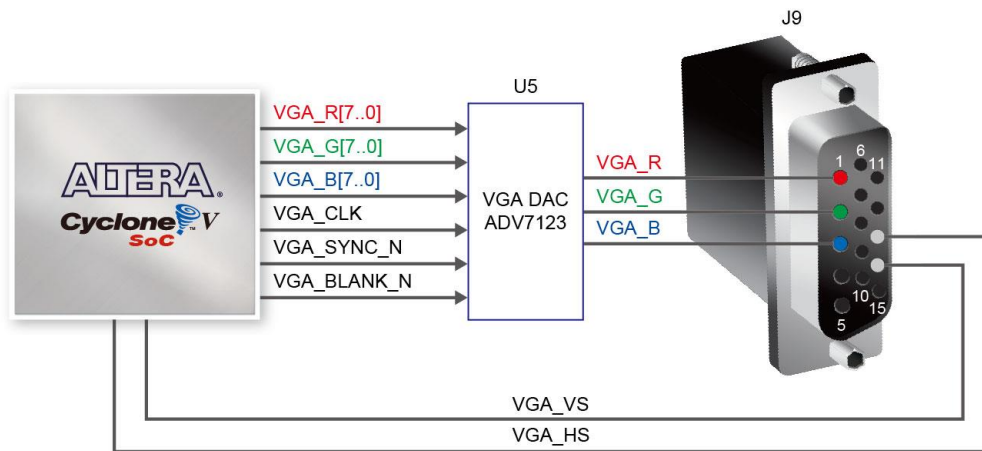 J9
U5
ALTERA®
Cyclone™ V
SoC
VGA_R[7..0]
VGA_G[7..0]
VGA_B[7..0]
VGA_CLK
VGA_SYNC_N
VGA_BLANK_N
VGA DAC
ADV7123
VGA_R
VGA_G
VGA_B
1
6
11
5
10
15
VGA_VS
VGA_HS